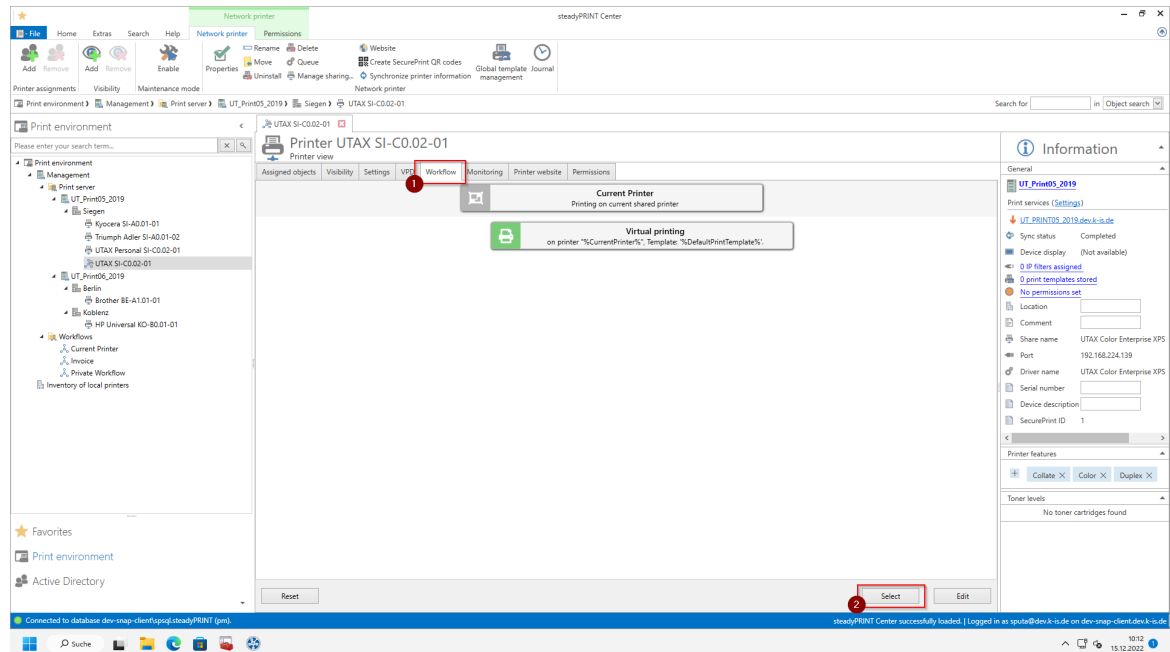 Network printer
steadyPRINT Center
File Home Extras Search Help Network printer Permissions
Add Remove Add Remove Enable Properties
Rename Delete Website
Move Queue Create SecurePrint QR codes
Uninstall Manage sharing... Synchronize printer information
Global template management Journal
Printer assignments Visibility Maintenance mode Network printer
Print environment Management Print server UT_Print05_2019 Siegen UTAX SI-C0.02-01
Search for in Object search
Print environment
Please enter your search term...
Print environment
Management
Print server
UT_Print05_2019
Siegen
Kyocera SI-A0.01-01
Triumph Adler SI-A0.01-02
UTAX Personal SI-C0.02-01
UTAX SI-C0.02-01
UT_Print06_2019
Berlin
Brother BE-A1.01-01
Koblenz
HP Universal KO-B0.01-01
Workflows
Current Printer
Invoice
Private Workflow
Inventory of local printers
Favorites
Print environment
Active Directory
UTAX SI-C0.02-01
Printer UTAX SI-C0.02-01
Printer view
Assigned objects Visibility Settings VPD Workflow Monitoring Printer website Permissions
1
Current Printer
Printing on current shared printer
Virtual printing
on printer "%CurrentPrinter%", Template: '%DefaultPrintTemplate%'.
Reset
2
Select
Edit
Information
General
UT_Print05_2019
Print services (Settings)
UT_PRINT05_2019.dev.k-is.de
Sync status Completed
Device display (Not available)
0 IP filters assigned
0 print templates stored
No permissions set
Location
Comment
Share name UTAX Color Enterprise XPS
Port 192.168.224.139
Driver name UTAX Color Enterprise XPS
Serial number
Device description
SecurePrint ID 1
Printer features
Collate Color Duplex
Toner levels
No toner cartridges found
Connected to database dev-snap-client\spsql.steadyPRINT (pm).
steadyPRINT Center successfully loaded. | Logged in as sputa@dev.k-is.de on dev-snap-client.dev.k-is.de
Suche
10:12
15.12.2022
1